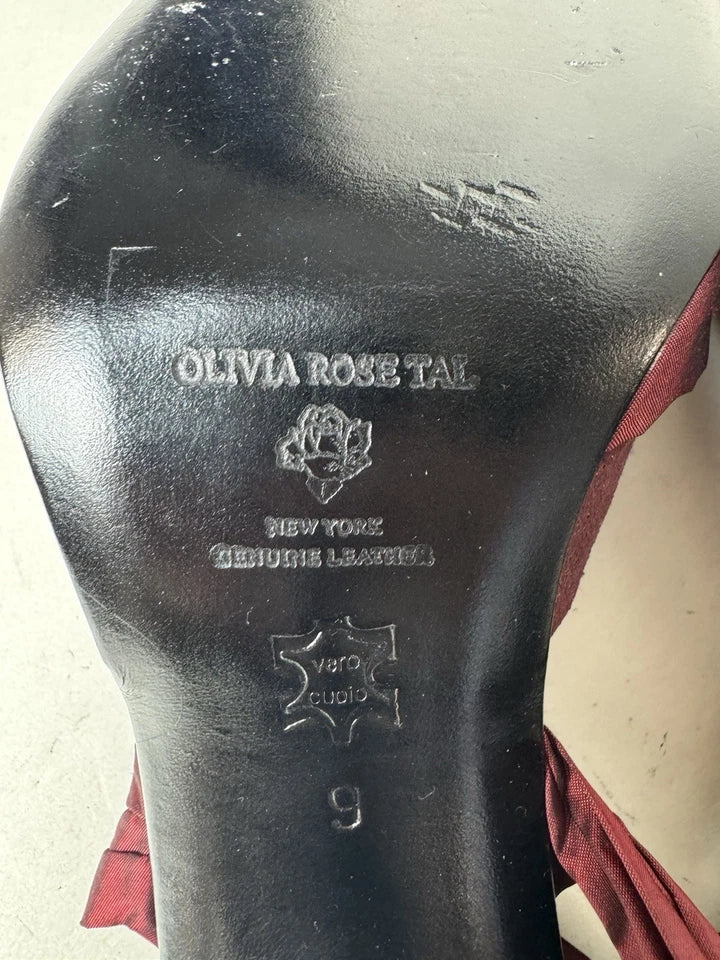 OLIVIA ROSE TAL
NEW YORK
GENUINE LEATHER
vero
cuoio
9